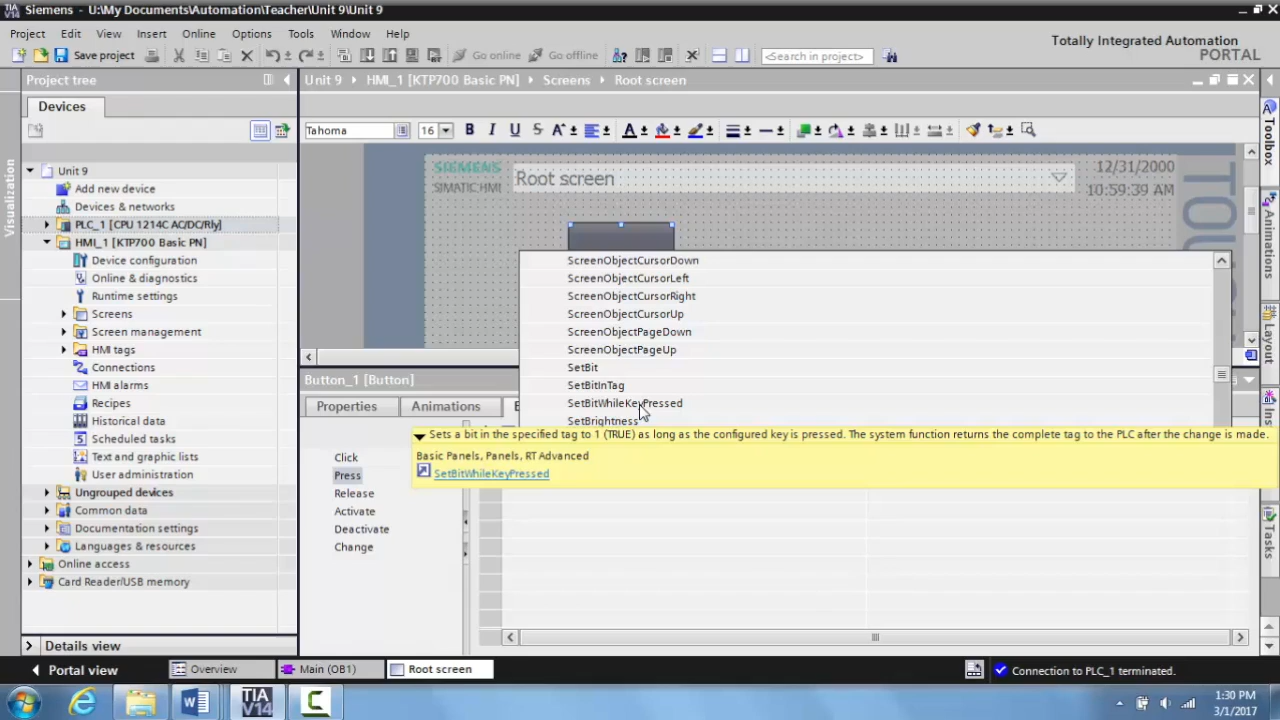 TIA V14 Siemens - U:\My Documents\Automation\Teacher\Unit 9\Unit 9
Project Edit View Insert Online Options Tools Window Help
Totally Integrated Automation
PORTAL
Save project
Go online Go offline
<Search in project>
Project tree
Unit 9 HMI_1 [KTP700 Basic PN] Screens Root screen
Devices
Tahoma 16 B I U S A A
Visualization
Toolbox
Animations
Layout
Tasks
Unit 9
Add new device
Devices & networks
PLC_1 [CPU 1214C AC/DC/Rly]
HMI_1 [KTP700 Basic PN]
Device configuration
Online & diagnostics
Runtime settings
Screens
Screen management
HMI tags
Connections
HMI alarms
Recipes
Historical data
Scheduled tasks
Text and graphic lists
User administration
Ungrouped devices
Common data
Documentation settings
Languages & resources
Online access
Card Reader/USB memory
SIEMENS
SIMATIC HMI
Root screen
12/31/2000
10:59:39 AM
ScreenObjectCursorDown
ScreenObjectCursorLeft
ScreenObjectCursorRight
ScreenObjectCursorUp
ScreenObjectPageDown
ScreenObjectPageUp
SetBit
SetBitInTag
SetBitWhileKeyPressed
SetBrightness
Button_1 [Button]
Properties Animations
Sets a bit in the specified tag to 1 (TRUE) as long as the configured key is pressed. The system function returns the complete tag to the PLC after the change is made.
Basic Panels, Panels, RT Advanced
SetBitWhileKeyPressed
Click
Press
Release
Activate
Deactivate
Change
Details view
Portal view Overview Main (OB1) Root screen
Connection to PLC_1 terminated.
TIA V14
1:30 PM
3/1/2017